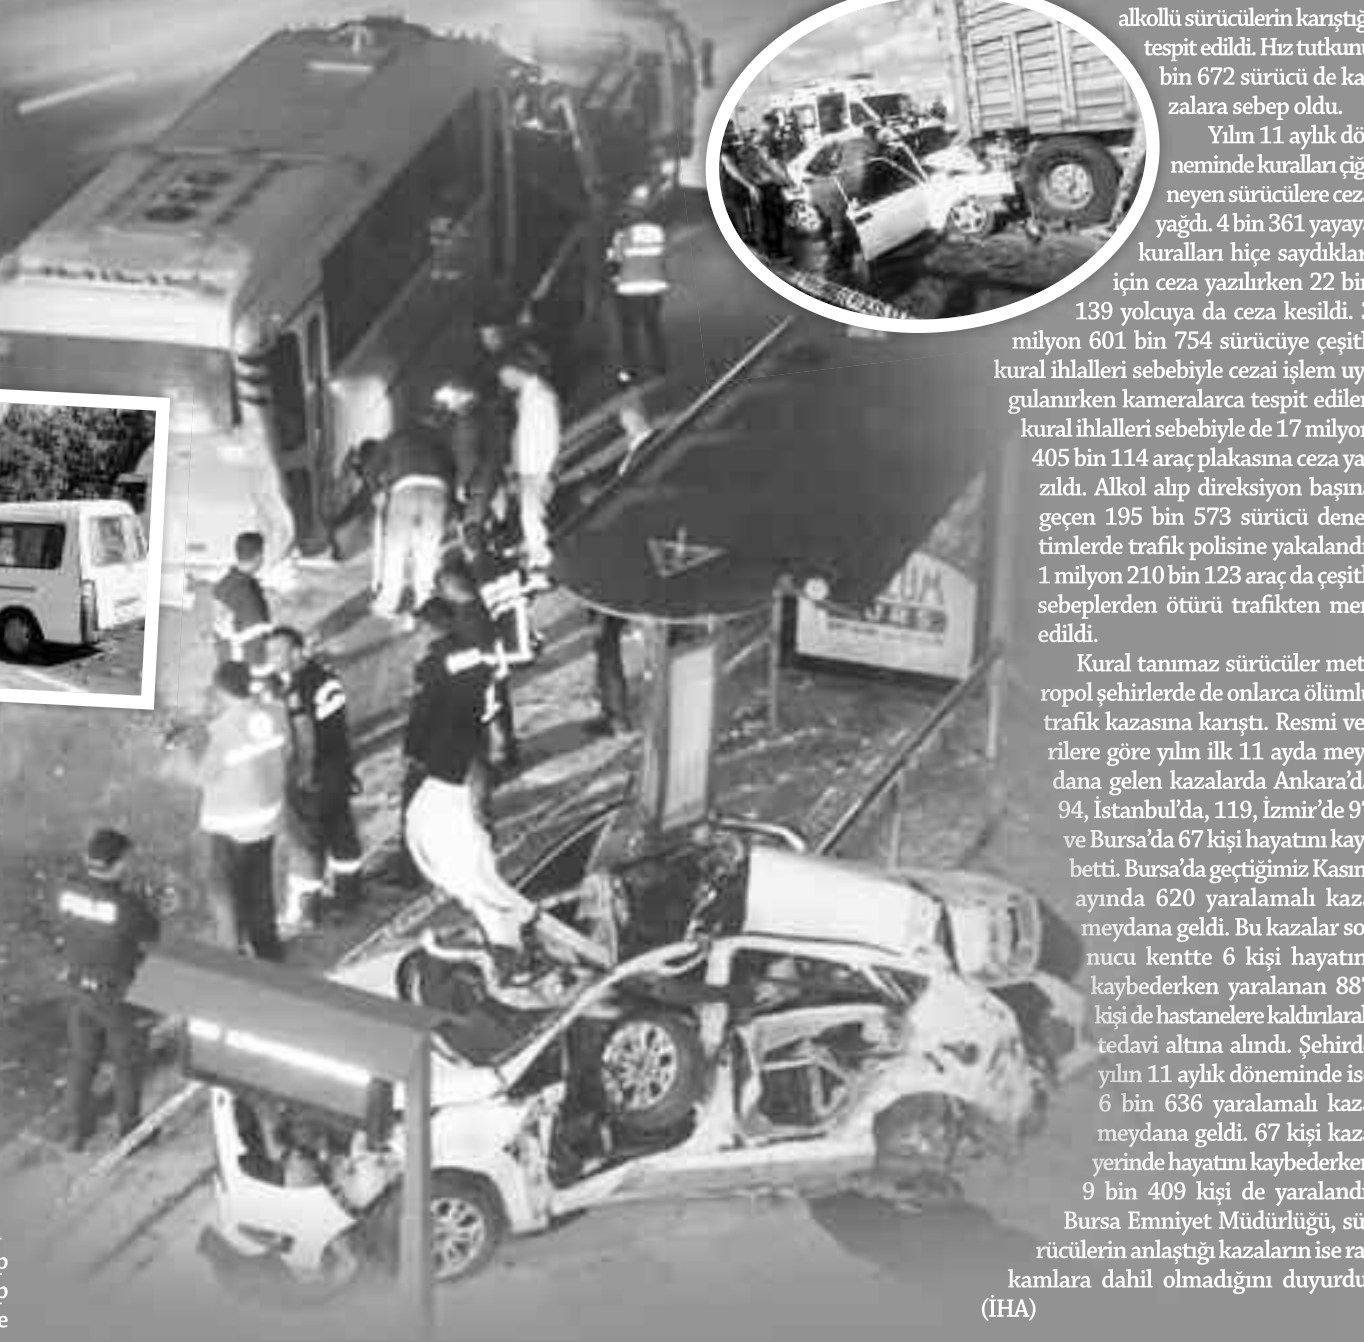 alkollü sürücülerin karıştığ
tespit edildi. Hız tutkunu
bin 672 sürücü de ka-
zalara sebep oldu.
Yılın 11 aylık dö-
neminde kuralları çiğ-
neyen sürücülere ceza
yağdı. 4 bin 361 yayaya
kuralları hiçe saydıkları
için ceza yazılırken 22 bin
139 yolcuya da ceza kesildi.
milyon 601 bin 754 sürücüye çeşitli
kural ihlalleri sebebiyle cezai işlem uy-
gulanırken kameralarca tespit edilen
kural ihlalleri sebebiyle de 17 milyon
405 bin 114 araç plakasına ceza ya-
zıldı. Alkol alıp direksiyon başına
geçen 195 bin 573 sürücü dene-
timlerde trafik polisine yakalandı.
1 milyon 210 bin 123 araç da çeşitli
sebeplerden ötürü trafikten men
edildi.
Kural tanımaz sürücüler met-
ropol şehirlerde de onlarca ölümlü
trafik kazasına karıştı. Resmi ve-
rilere göre yılın ilk 11 ayda mey-
dana gelen kazalarda Ankara’da
94, İstanbul’da, 119, İzmir’de 9
ve Bursa’da 67 kişi hayatını kay-
betti. Bursa’da geçtiğimiz Kasım
ayında 620 yaralamalı kaza
meydana geldi. Bu kazalar so-
nucu kentte 6 kişi hayatını
kaybederken yaralanan 887
kişi de hastanelere kaldırılarak
tedavi altına alındı. Şehirde
yılın 11 aylık döneminde ise
6 bin 636 yaralamalı kaza
meydana geldi. 67 kişi kaza
yerinde hayatını kaybederken
9 bin 409 kişi de yaralandı.
Bursa Emniyet Müdürlüğü, sü-
rücülerin anlaştığı kazaların ise ra-
kamlara dahil olmadığını duyurdu.
(İHA)
p
p
e